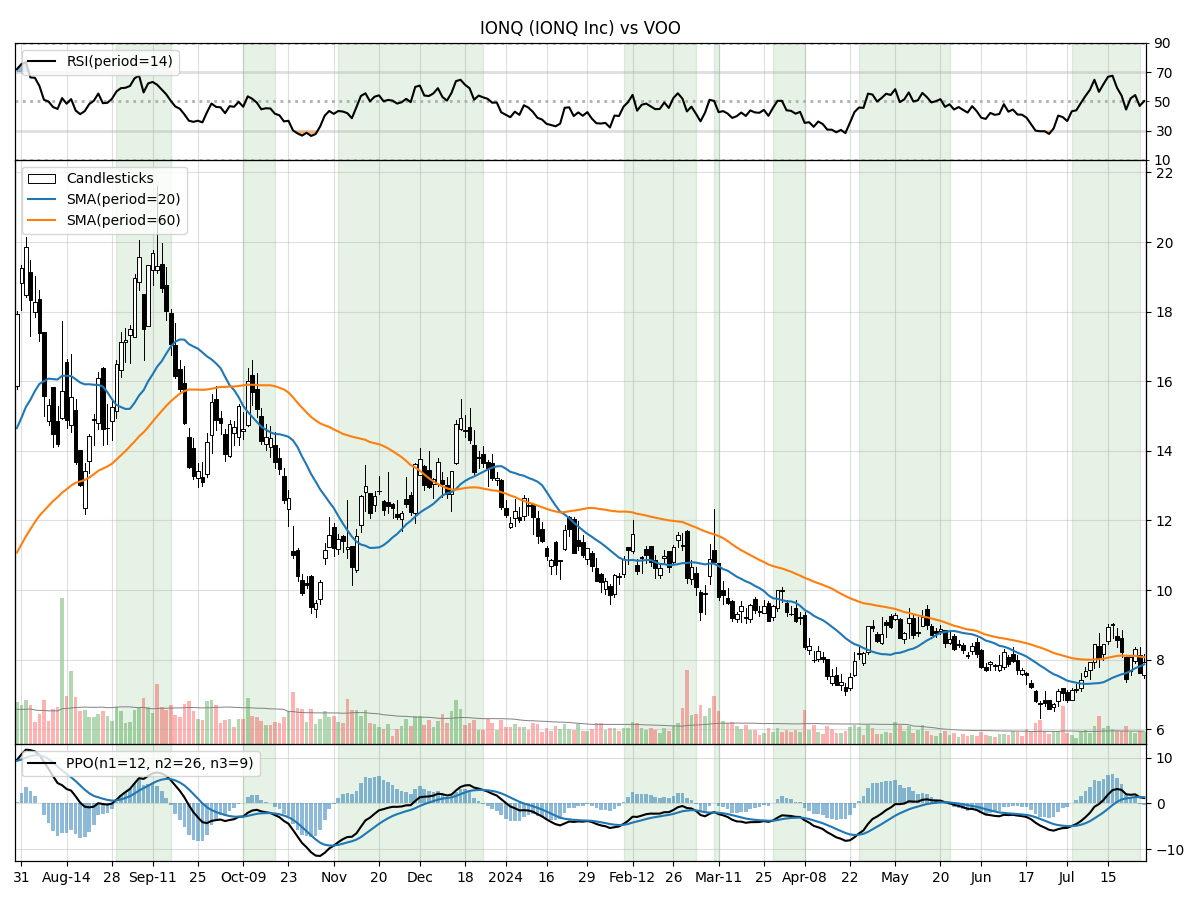 IONQ (IONQ Inc) vs VOO
RSI(period=14)
90
70
50
30
10
Candlesticks
SMA(period=20)
SMA(period=60)
22
20
18
16
14
12
10
8
6
PPO(n1=12, n2=26, n3=9)
10
0
−10
31 Aug-14 28 Sep-11 25 Oct-09 23 Nov 20 Dec 18 2024 16 29 Feb-12 26 Mar-11 25 Apr-08 22 May 20 Jun 17 Jul 15